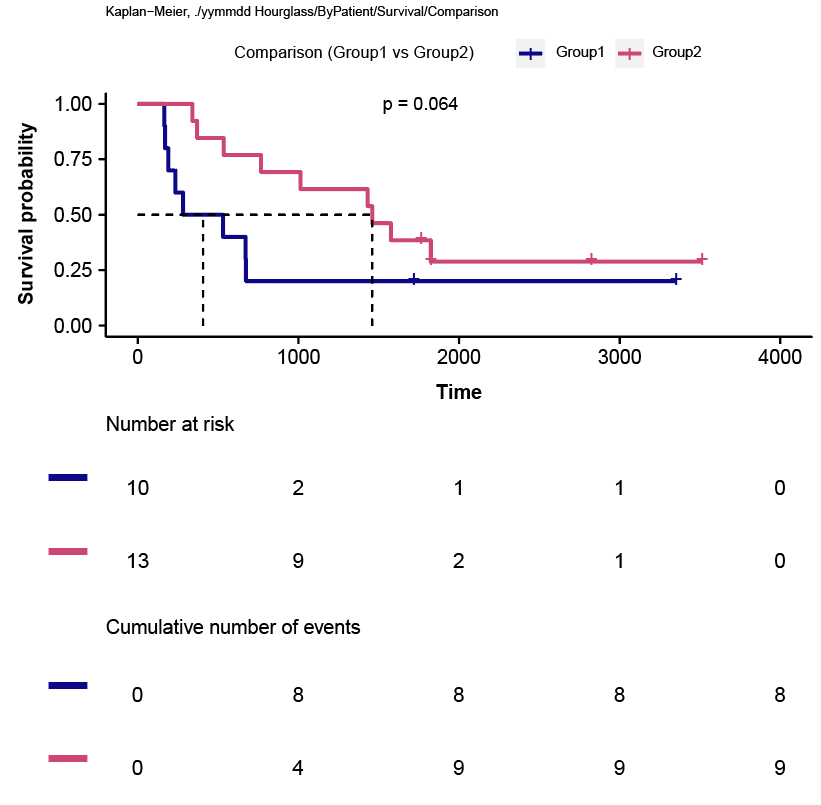 Kaplan−Meier, ./yymmdd Hourglass/ByPatient/Survival/Comparison
Comparison (Group1 vs Group2) Group1 Group2
p = 0.064
1.00
0.75
0.50
0.25
0.00
Survival probability
0 1000 2000 3000 4000
Time
Number at risk
10 2 1 1 0
13 9 2 1 0
Cumulative number of events
0 8 8 8 8
0 4 9 9 9